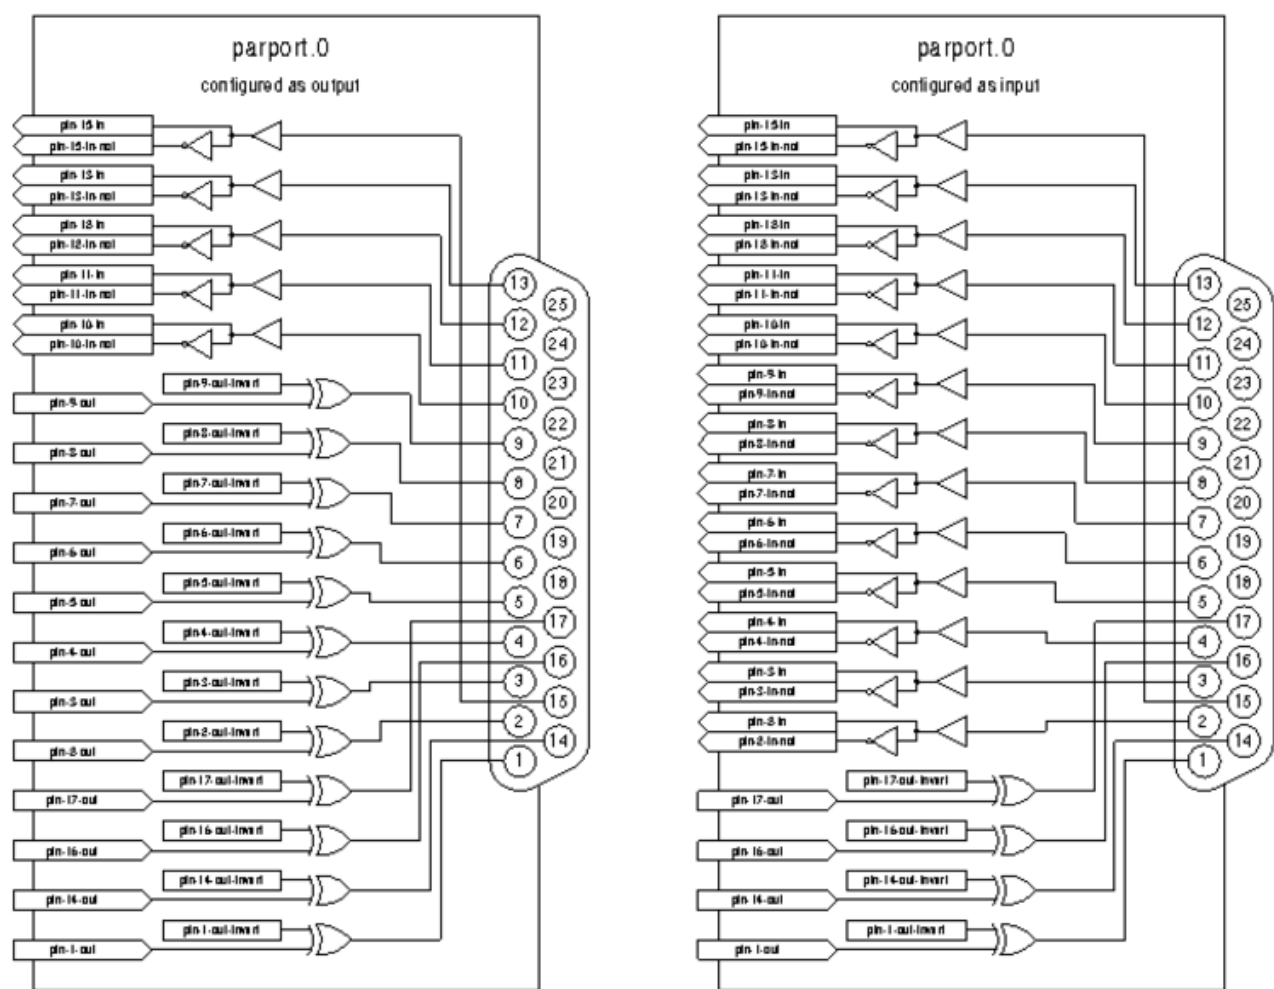 parport.0
configured as output
pin-15-in
pin-15-in-not
pin-13-in
pin-13-in-not
pin-12-in
pin-12-in-not
pin-11-in
pin-11-in-not
pin-10-in
pin-10-in-not
pin-9-out-invert
pin-9-out
pin-8-out-invert
pin-8-out
pin-7-out-invert
pin-7-out
pin-6-out-invert
pin-6-out
pin-5-out-invert
pin-5-out
pin-4-out-invert
pin-4-out
pin-3-out-invert
pin-3-out
pin-2-out-invert
pin-2-out
pin-17-out-invert
pin-17-out
pin-16-out-invert
pin-16-out
pin-14-out-invert
pin-14-out
pin-1-out-invert
pin-1-out
13
25
12
24
11
23
10
22
9
21
8
20
7
19
6
18
5
17
4
16
3
15
2
14
1
parport.0
configured as input
pin-15-in
pin-15-in-not
pin-13-in
pin-13-in-not
pin-12-in
pin-12-in-not
pin-11-in
pin-11-in-not
pin-10-in
pin-10-in-not
pin-9-in
pin-9-in-not
pin-8-in
pin-8-in-not
pin-7-in
pin-7-in-not
pin-6-in
pin-6-in-not
pin-5-in
pin-5-in-not
pin-4-in
pin-4-in-not
pin-3-in
pin-3-in-not
pin-2-in
pin-2-in-not
pin-17-out-invert
pin-17-out
pin-16-out-invert
pin-16-out
pin-14-out-invert
pin-14-out
pin-1-out-invert
pin-1-out
13
25
12
24
11
23
10
22
9
21
8
20
7
19
6
18
5
17
4
16
3
15
2
14
1